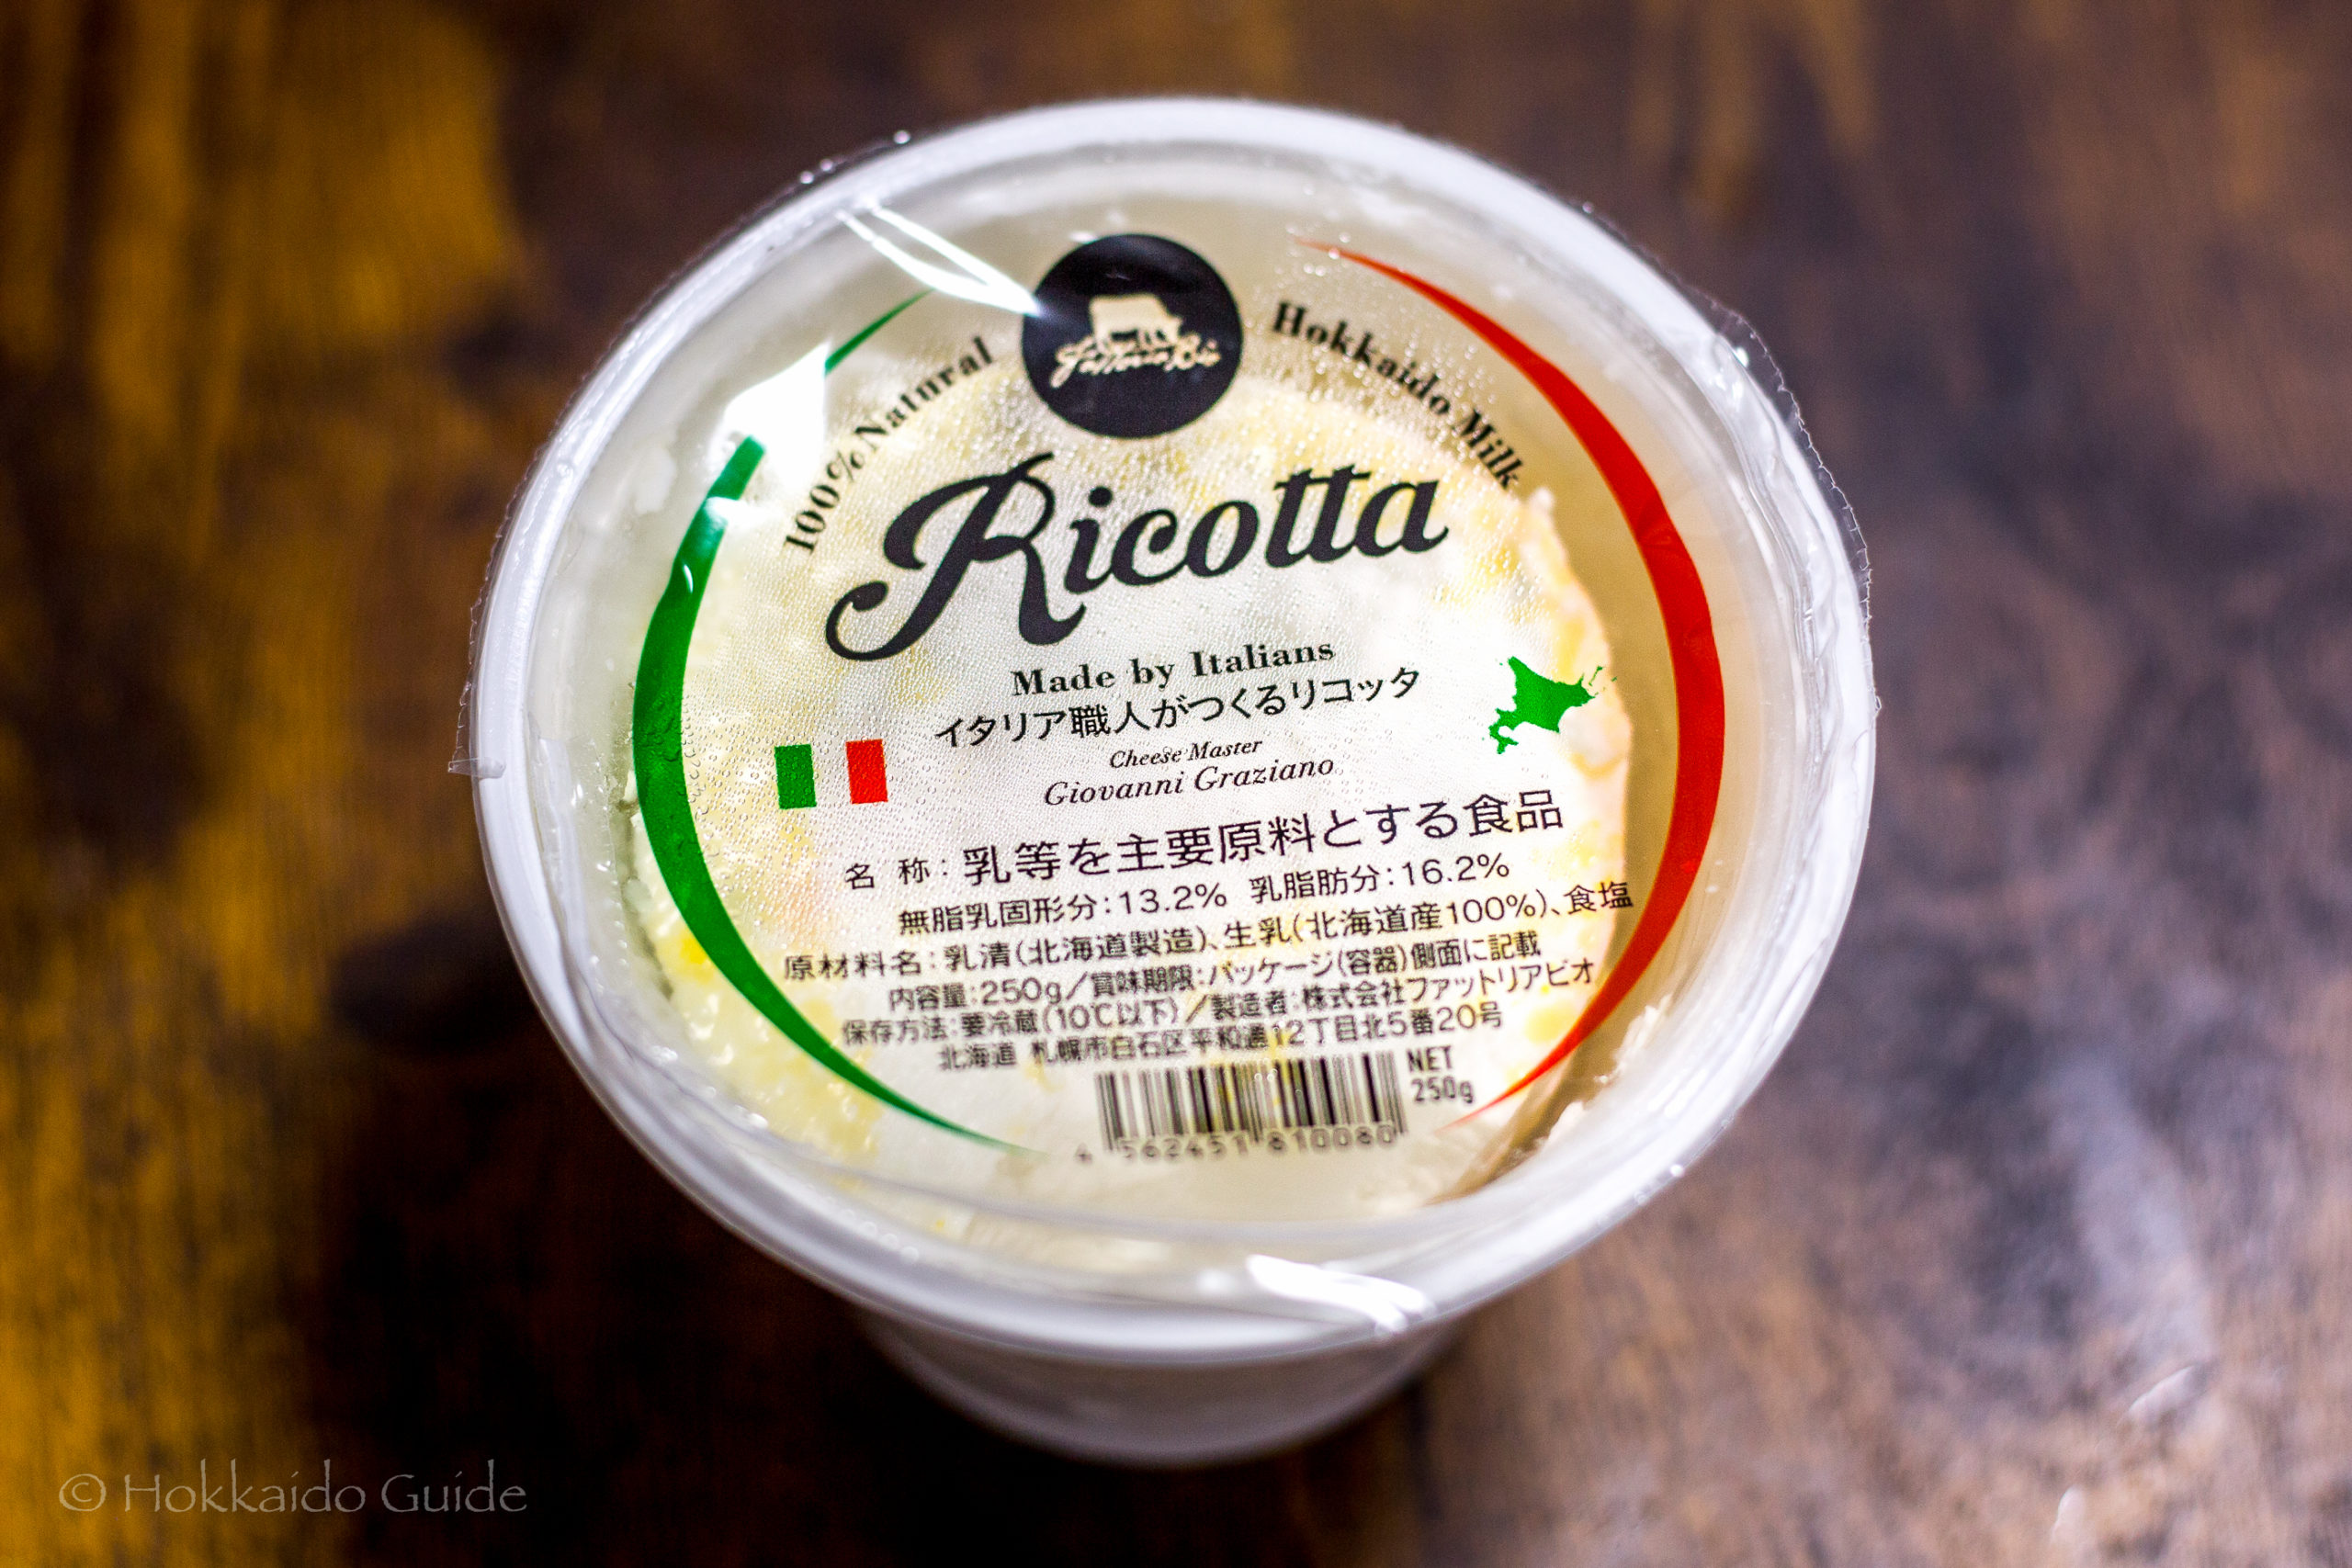 Fattoria Bio
100% Natural
Hokkaido Milk
Ricotta
Made by Italians
イタリア職人がつくるリコッタ
Cheese Master
Giovanni Graziano
名 称：乳等を主要原料とする食品
無脂乳固形分：13.2% 乳脂肪分：16.2%
原材料名：乳清(北海道製造)、生乳(北海道産100%)、食塩
内容量：250g／賞味期限：パッケージ(容器)側面に記載
保存方法：要冷蔵(10℃以下)／製造者：株式会社ファットリアビオ
北海道 札幌市白石区平和通12丁目北5番20号
NET
250g
4 562451 810080
© Hokkaido Guide